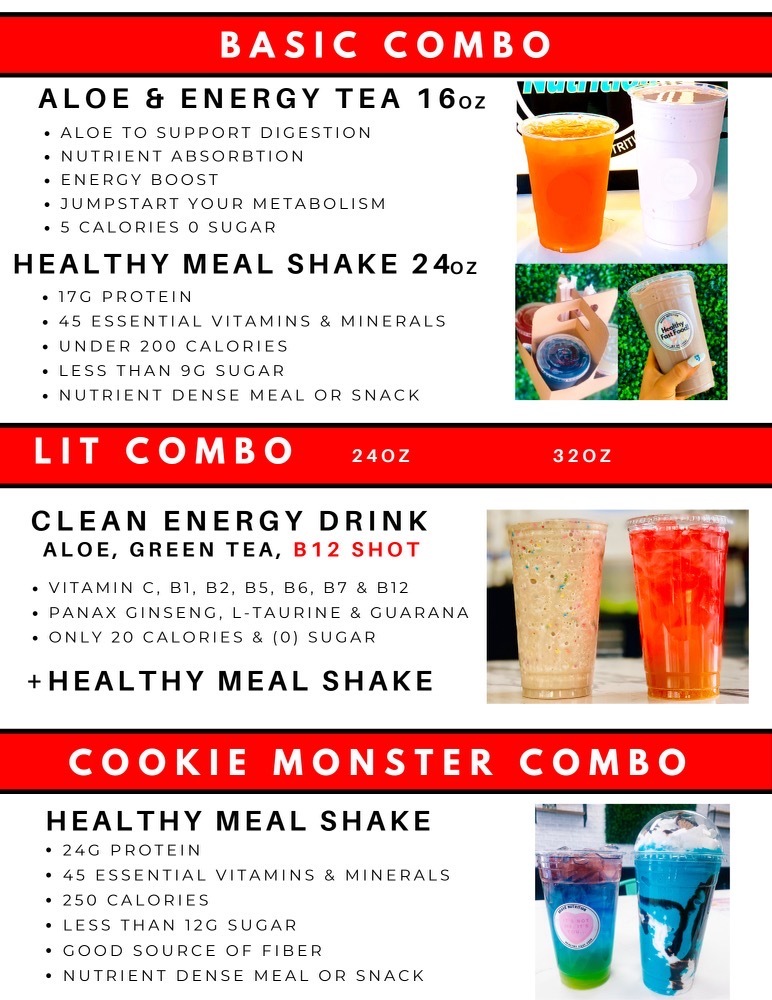 BASIC COMBO
ALOE & ENERGY TEA 16oz
• ALOE TO SUPPORT DIGESTION
• NUTRIENT ABSORBTION
• ENERGY BOOST
• JUMPSTART YOUR METABOLISM
• 5 CALORIES 0 SUGAR
Nutrition
HEALTHY MEAL SHAKE 24oz
• 17G PROTEIN
• 45 ESSENTIAL VITAMINS & MINERALS
• UNDER 200 CALORIES
• LESS THAN 9G SUGAR
• NUTRIENT DENSE MEAL OR SNACK
Healthy
Fast Food!
LIT COMBO 24OZ 32OZ
CLEAN ENERGY DRINK
ALOE, GREEN TEA, B12 SHOT
• VITAMIN C, B1, B2, B5, B6, B7 & B12
• PANAX GINSENG, L-TAURINE & GUARANA
• ONLY 20 CALORIES & (0) SUGAR
+HEALTHY MEAL SHAKE
COOKIE MONSTER COMBO
HEALTHY MEAL SHAKE
• 24G PROTEIN
• 45 ESSENTIAL VITAMINS & MINERALS
• 250 CALORIES
• LESS THAN 12G SUGAR
• GOOD SOURCE OF FIBER
• NUTRIENT DENSE MEAL OR SNACK